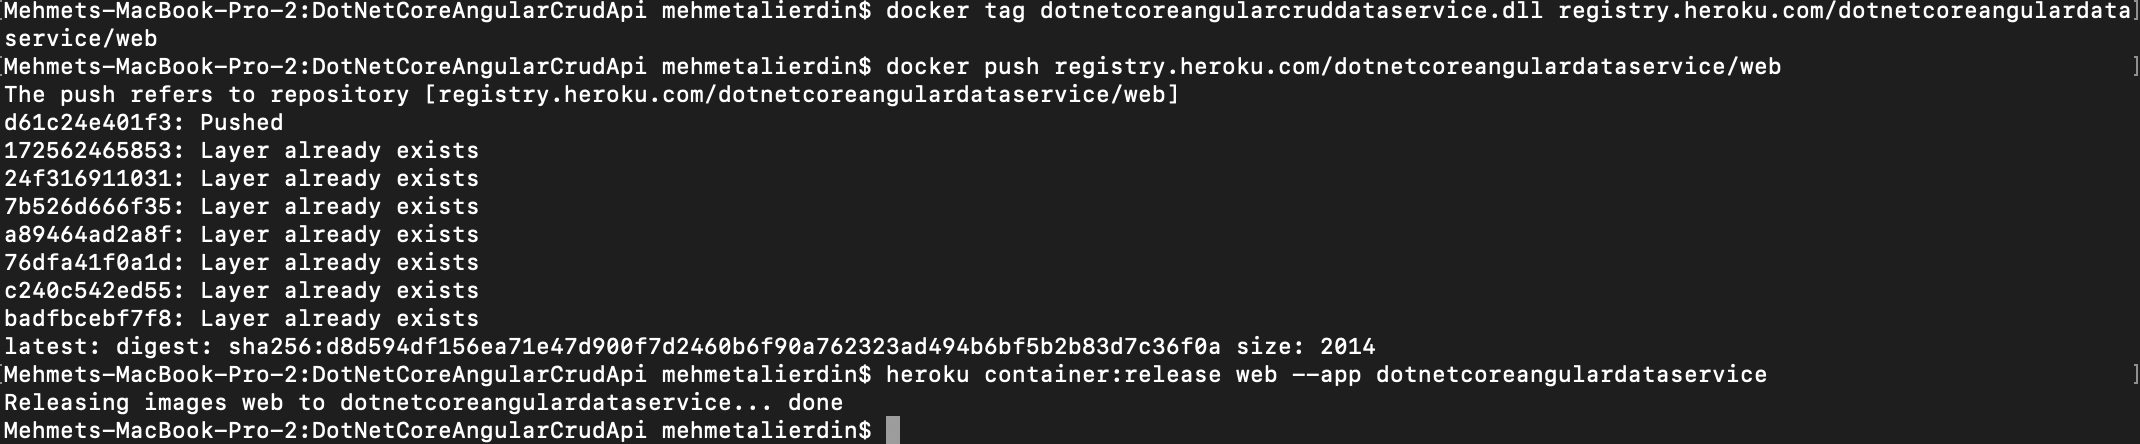 [Mehmets-MacBook-Pro-2:DotNetCoreAngularCrudApi mehmetalierdin$ docker tag dotnetcoreangularcruddataservice.dll registry.heroku.com/dotnetcoreangulardata]
service/web
[Mehmets-MacBook-Pro-2:DotNetCoreAngularCrudApi mehmetalierdin$ docker push registry.heroku.com/dotnetcoreangulardataservice/web ]
The push refers to repository [registry.heroku.com/dotnetcoreangulardataservice/web]
d61c24e401f3: Pushed
172562465853: Layer already exists
24f316911031: Layer already exists
7b526d666f35: Layer already exists
a89464ad2a8f: Layer already exists
76dfa41f0a1d: Layer already exists
c240c542ed55: Layer already exists
badfbcebf7f8: Layer already exists
latest: digest: sha256:d8d594df156ea71e47d900f7d2460b6f90a762323ad494b6bf5b2b83d7c36f0a size: 2014
[Mehmets-MacBook-Pro-2:DotNetCoreAngularCrudApi mehmetalierdin$ heroku container:release web --app dotnetcoreangulardataservice ]
Releasing images web to dotnetcoreangulardataservice... done
Mehmets-MacBook-Pro-2:DotNetCoreAngularCrudApi mehmetalierdin$